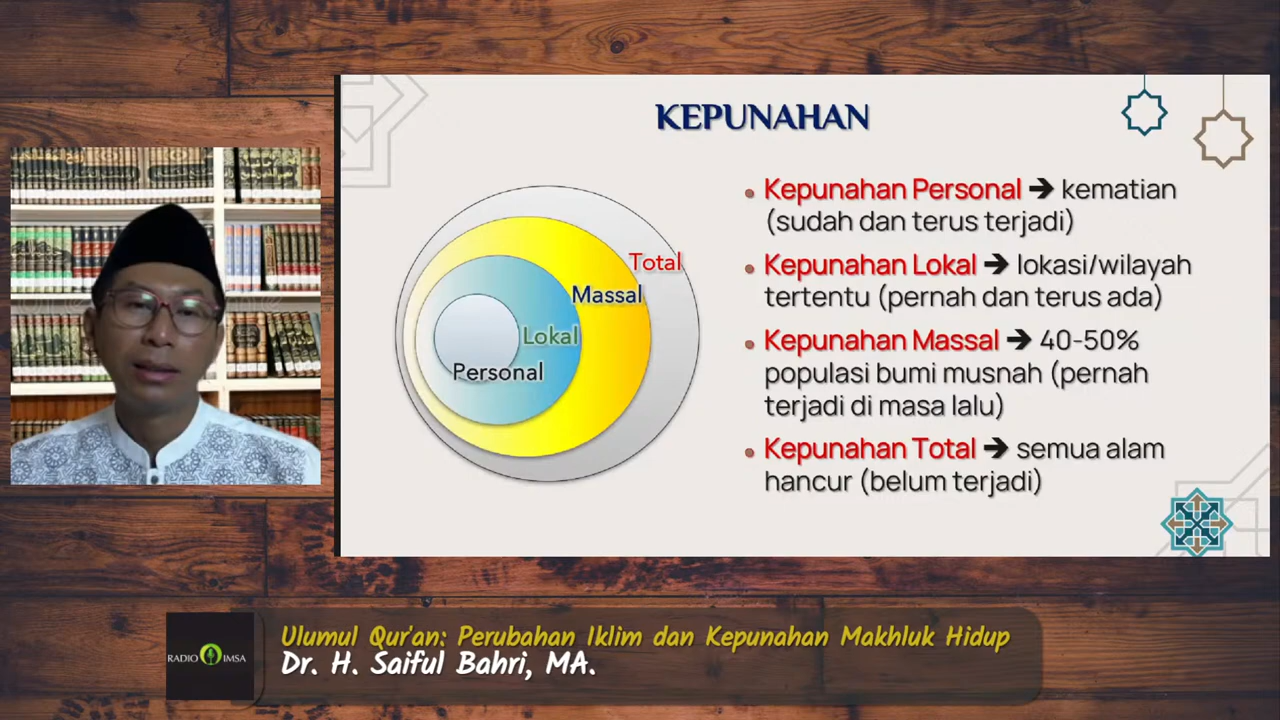 KEPUNAHAN
Total
Massal
Lokal
Personal
Kepunahan Personal → kematian
(sudah dan terus terjadi)
Kepunahan Lokal → lokasi/wilayah
tertentu (pernah dan terus ada)
Kepunahan Massal → 40-50%
populasi bumi musnah (pernah
terjadi di masa lalu)
Kepunahan Total → semua alam
hancur (belum terjadi)
RADIO IMSA
Ulumul Qur'an: Perubahan Iklim dan Kepunahan Makhluk Hidup
Dr. H. Saiful Bahri, MA.